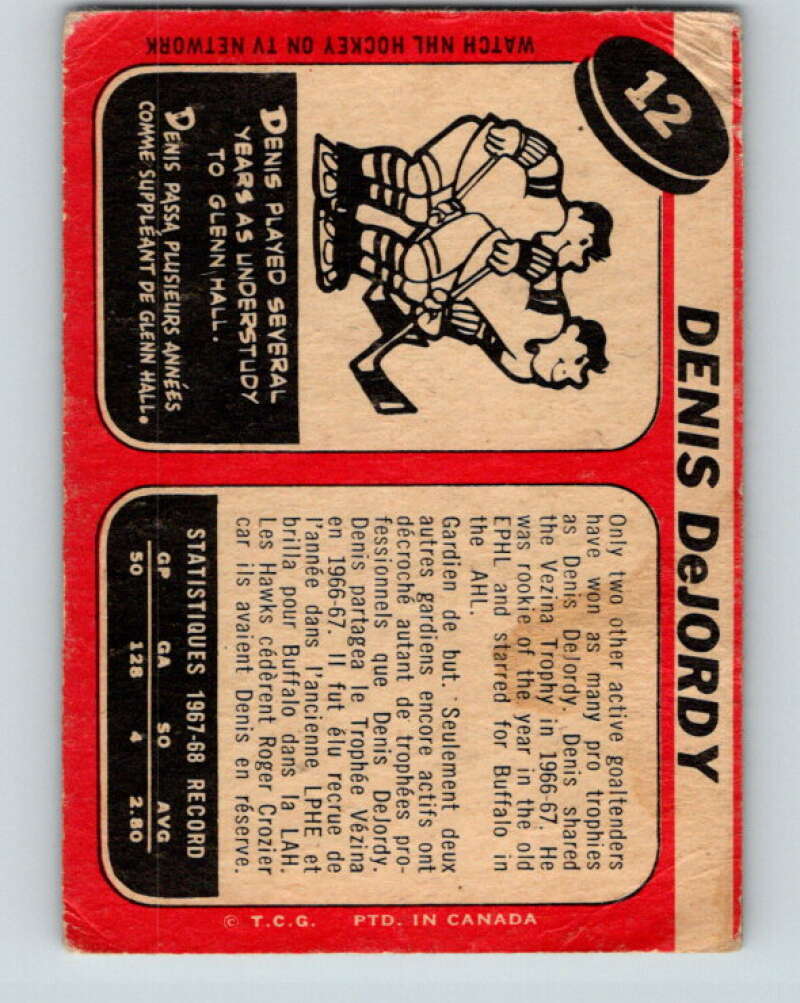 12
DENIS DeJORDY
WATCH NHL HOCKEY ON TV NETWORK
DENIS PLAYED SEVERAL
YEARS AS UNDERSTUDY
TO GLENN HALL.
DENIS PASSA PLUSIEURS ANNÉES
COMME SUPPLÉANT DE GLENN HALL.
Only two other active goaltenders
have won as many pro trophies
as Denis DeJordy. Denis shared
the Vezina Trophy in 1966-67. He
was rookie of the year in the old
EPHL and starred for Buffalo in
the AHL.
Gardien de but. Seulement deux
autres gardiens encore actifs ont
décroché autant de trophées pro-
fessionnels que Denis DeJordy.
Denis partagea le Trophée Vézina
en 1966-67. Il fut élu recrue de
l'année dans l'ancienne LPHE et
brilla pour Buffalo dans la LAH.
Les Hawks cédèrent Roger Crozier
car ils avaient Denis en réserve.
STATISTIQUES 1967-68 RECORD
GP GA SO AVG
50 128 4 2.80
© T.C.G. PTD. IN CANADA